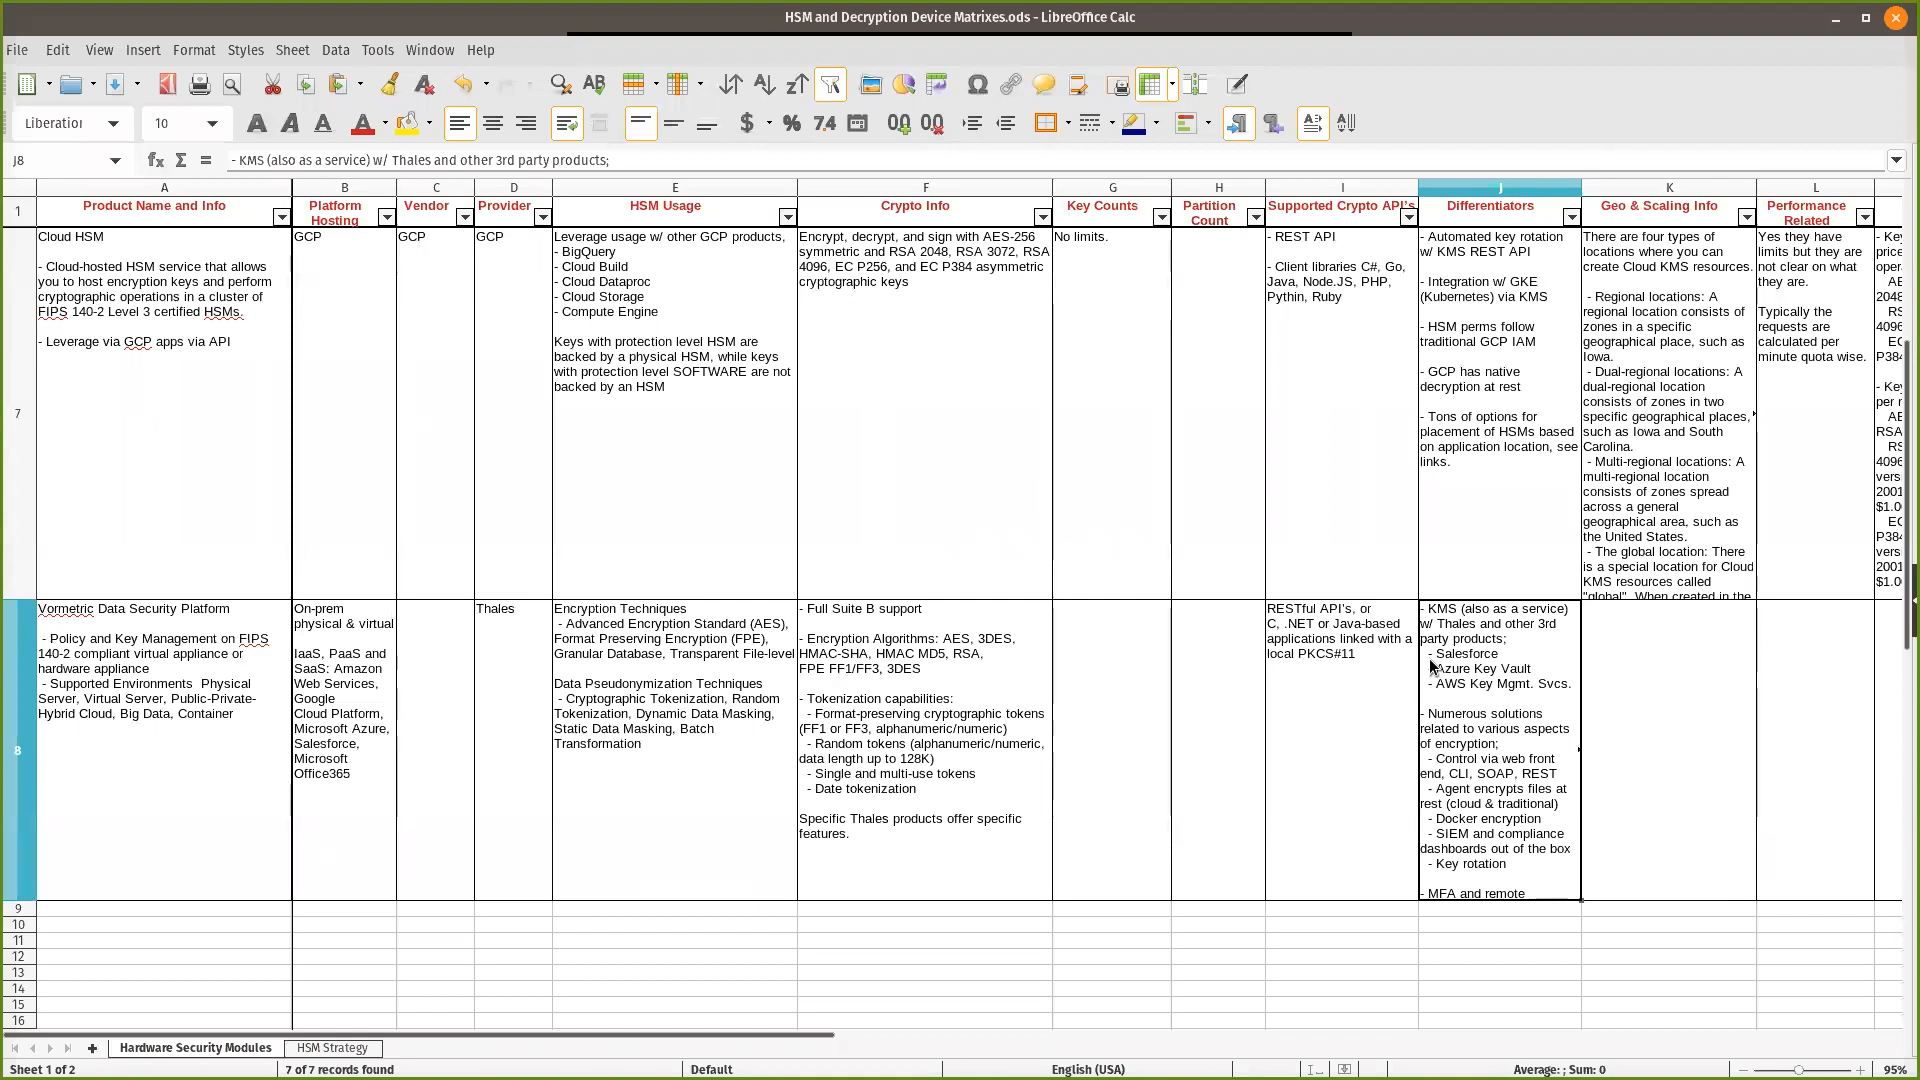 HSM and Decryption Device Matrixes.ods - LibreOffice Calc
File Edit View Insert Format Styles Sheet Data Tools Window Help
Liberation 10
J8
- KMS (also as a service) w/ Thales and other 3rd party products;
A B C D E F G H I J K L
1
Product Name and Info
Platform
Hosting
Vendor
Provider
HSM Usage
Crypto Info
Key Counts
Partition
Count
Supported Crypto API's
Differentiators
Geo & Scaling Info
Performance
Related
7
Cloud HSM
- Cloud-hosted HSM service that allows
you to host encryption keys and perform
cryptographic operations in a cluster of
FIPS 140-2 Level 3 certified HSMs.
- Leverage via GCP apps via API
GCP
GCP
GCP
Leverage usage w/ other GCP products,
- BigQuery
- Cloud Build
- Cloud Dataproc
- Cloud Storage
- Compute Engine
Keys with protection level HSM are
backed by a physical HSM, while keys
with protection level SOFTWARE are not
backed by an HSM
Encrypt, decrypt, and sign with AES-256
symmetric and RSA 2048, RSA 3072, RSA
4096, EC P256, and EC P384 asymmetric
cryptographic keys
No limits.
- REST API
- Client libraries C#, Go,
Java, Node.JS, PHP,
Pythin, Ruby
- Automated key rotation
w/ KMS REST API
- Integration w/ GKE
(Kubernetes) via KMS
- HSM perms follow
traditional GCP IAM
- GCP has native
decryption at rest
- Tons of options for
placement of HSMs based
on application location, see
links.
There are four types of
locations where you can
create Cloud KMS resources.
- Regional locations: A
regional location consists of
zones in a specific
geographical place, such as
Iowa.
- Dual-regional locations: A
dual-regional location
consists of zones in two
specific geographical places,
such as Iowa and South
Carolina.
- Multi-regional locations: A
multi-regional location
consists of zones spread
across a general
geographical area, such as
the United States.
- The global location: There
is a special location for Cloud
KMS resources called
"global". When created in the
Yes they have
limits but they are
not clear on what
they are.
Typically the
requests are
calculated per
minute quota wise.
8
Vormetric Data Security Platform
- Policy and Key Management on FIPS
140-2 compliant virtual appliance or
hardware appliance
- Supported Environments Physical
Server, Virtual Server, Public-Private-
Hybrid Cloud, Big Data, Container
On-prem
physical & virtual
IaaS, PaaS and
SaaS: Amazon
Web Services,
Google
Cloud Platform,
Microsoft Azure,
Salesforce,
Microsoft
Office365
Thales
Encryption Techniques
- Advanced Encryption Standard (AES),
Format Preserving Encryption (FPE),
Granular Database, Transparent File-level
Data Pseudonymization Techniques
- Cryptographic Tokenization, Random
Tokenization, Dynamic Data Masking,
Static Data Masking, Batch
Transformation
- Full Suite B support
- Encryption Algorithms: AES, 3DES,
HMAC-SHA, HMAC MD5, RSA,
FPE FF1/FF3, 3DES
- Tokenization capabilities:
- Format-preserving cryptographic tokens
(FF1 or FF3, alphanumeric/numeric)
- Random tokens (alphanumeric/numeric,
data length up to 128K)
- Single and multi-use tokens
- Date tokenization
Specific Thales products offer specific
features.
RESTful API's, or
C, .NET or Java-based
applications linked with a
local PKCS#11
- KMS (also as a service)
w/ Thales and other 3rd
party products;
- Salesforce
Azure Key Vault
- AWS Key Mgmt. Svcs.
- Numerous solutions
related to various aspects
of encryption;
- Control via web front
end, CLI, SOAP, REST
- Agent encrypts files at
rest (cloud & traditional)
- Docker encryption
- SIEM and compliance
dashboards out of the box
- Key rotation
- MFA and remote
9
10
11
12
13
14
15
16
Hardware Security Modules HSM Strategy
Sheet 1 of 2 7 of 7 records found Default English (USA) Average: ; Sum: 0 95%